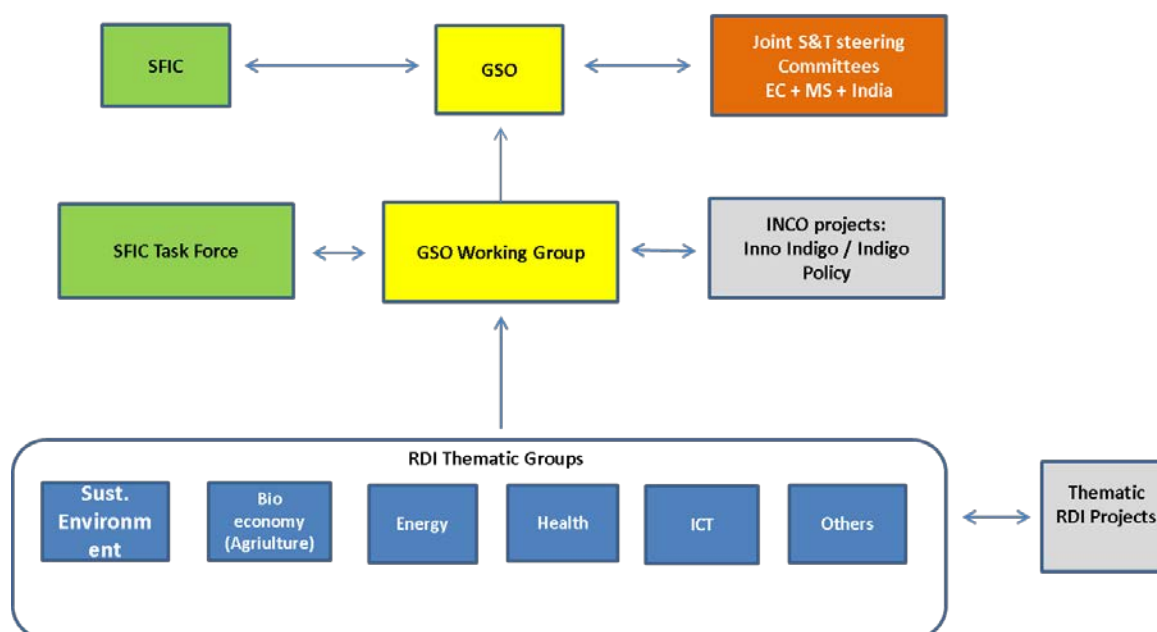 SFIC
GSO
Joint S&T steering
Committees
EC + MS + India
SFIC Task Force
GSO Working Group
INCO projects:
Inno Indigo / Indigo
Policy
RDI Thematic Groups
Sust.
Environm
ent
Bio
economy
(Agriulture)
Energy
Health
ICT
Others
Thematic
RDI Projects